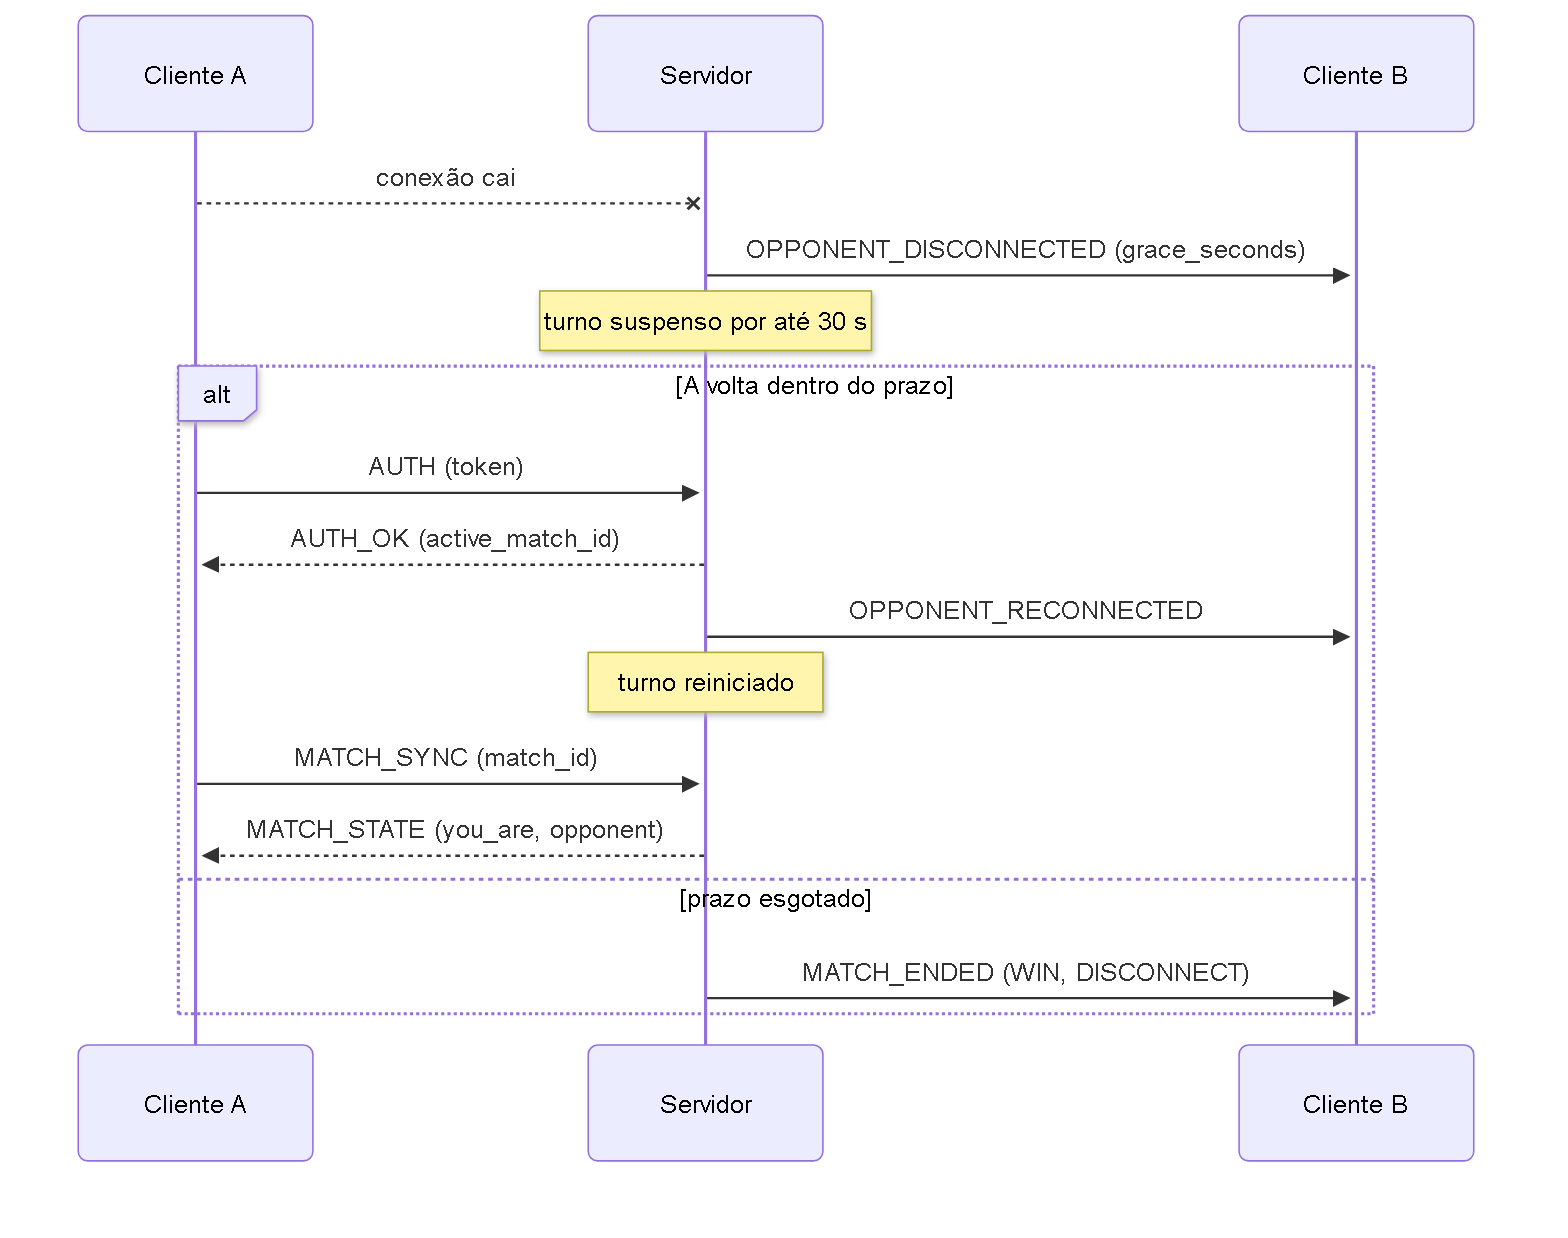 Cliente A
Servidor
Cliente B
conexão cai
OPPONENT_DISCONNECTED (grace_seconds)
turno suspenso por até 30 s
alt
[A volta dentro do prazo]
AUTH (token)
AUTH_OK (active_match_id)
OPPONENT_RECONNECTED
turno reiniciado
MATCH_SYNC (match_id)
MATCH_STATE (you_are, opponent)
[prazo esgotado]
MATCH_ENDED (WIN, DISCONNECT)
Cliente A
Servidor
Cliente B